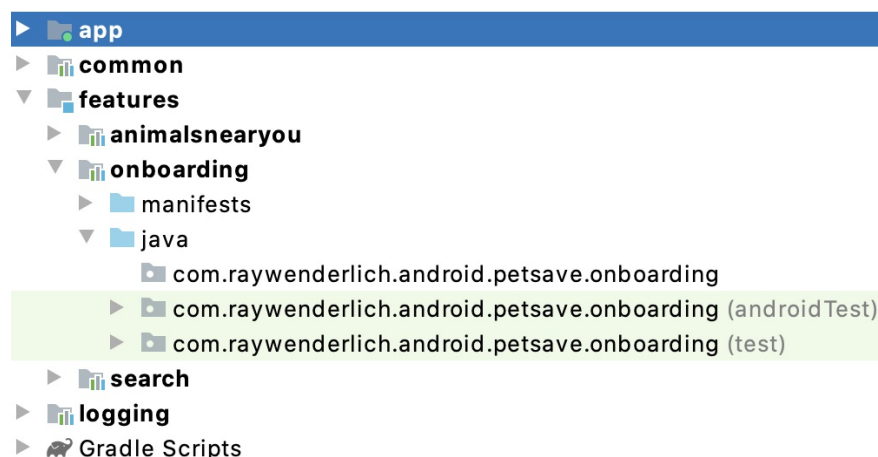 app
common
features
animalsnearyou
onboarding
manifests
java
com.raywenderlich.android.petsave.onboarding
com.raywenderlich.android.petsave.onboarding (androidTest)
com.raywenderlich.android.petsave.onboarding (test)
search
logging
Gradle Scripts